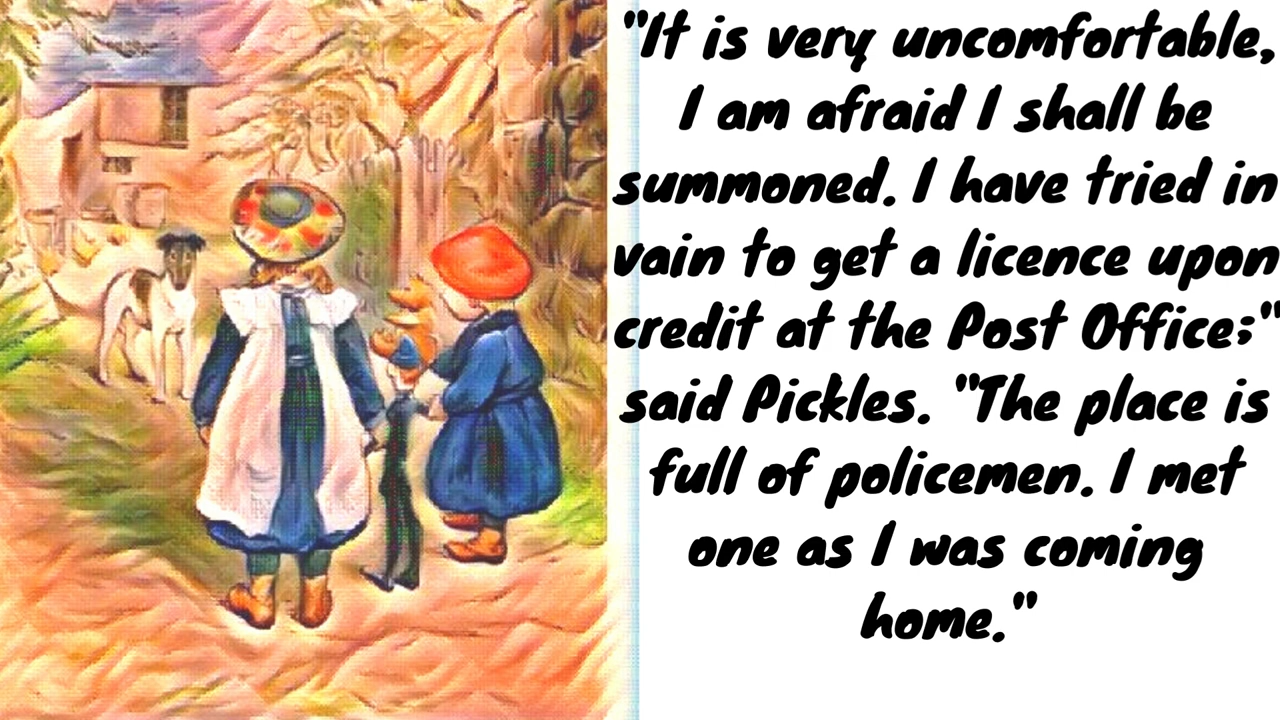 "It is very uncomfortable,
I am afraid I shall be
summoned. I have tried in
vain to get a licence upon
credit at the Post Office;"
said Pickles. "The place is
full of policemen. I met
one as I was coming
home."